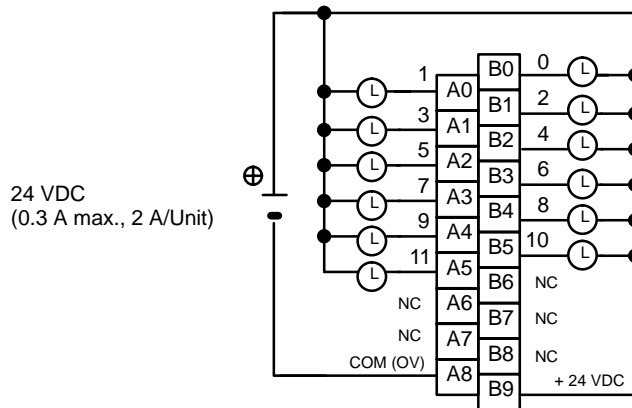 B0 0 L
1 L A0
B1 2 L
3 L A1
B2 4 L
5 L A2
B3 6 L
7 L A3
B4 8 L
9 L A4
B5 10 L
11 L A5
B6 NC
NC A6
B7 NC
NC A7
B8 NC
COM (OV) A8
B9 + 24 VDC
24 VDC
(0.3 A max., 2 A/Unit)